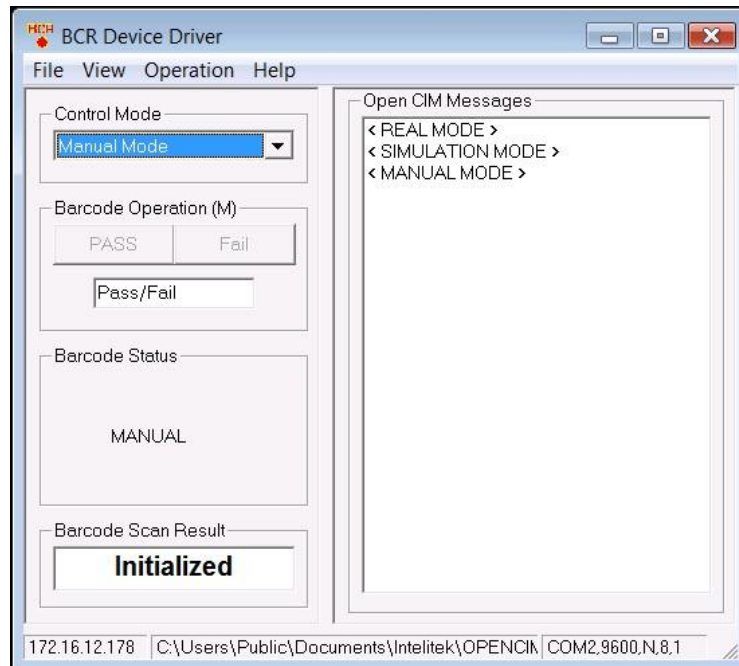 BCR Device Driver
File View Operation Help
Control Mode
Manual Mode
Barcode Operation (M)
PASS Fail
Pass/Fail
Barcode Status
MANUAL
Barcode Scan Result
Initialized
Open CIM Messages
< REAL MODE >
< SIMULATION MODE >
< MANUAL MODE >
172.16.12.178 C:\Users\Public\Documents\Intelitek\OPENCIM COM2,9600,N,8,1